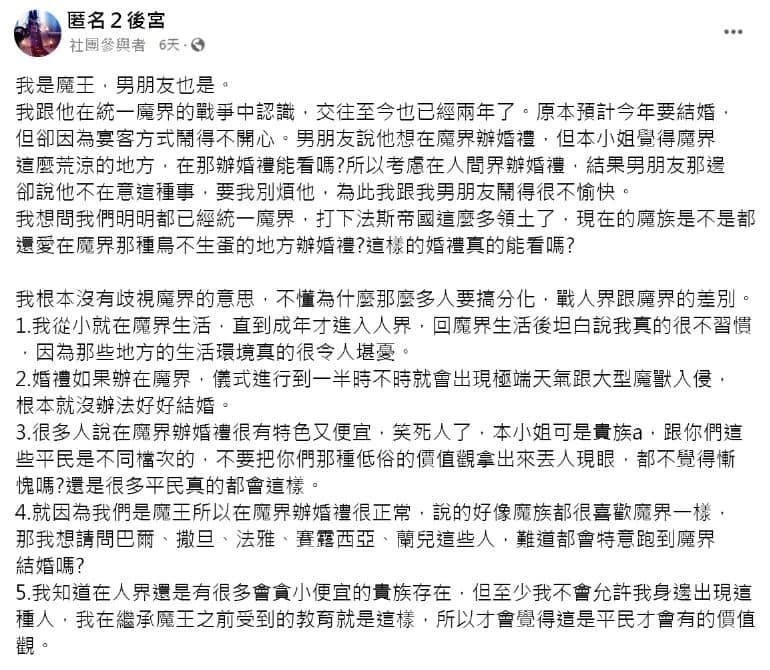 匿名2後宮
社團參與者 6天·
我是魔王，男朋友也是。
我跟他在統一魔界的戰爭中認識，交往至今也已經兩年了。原本預計今年要結婚，
但卻因為宴客方式鬧得不開心。男朋友說他想在魔界辦婚禮，但本小姐覺得魔界
這麼荒涼的地方，在那辦婚禮能看嗎?所以考慮在人間界辦婚禮，結果男朋友那邊
卻說他不在意這種事，要我別煩他，為此我跟我男朋友鬧得很不愉快。
我想問我們明明都已經統一魔界，打下法斯帝國這麼多領土了，現在的魔族是不是都
還愛在魔界那種鳥不生蛋的地方辦婚禮?這樣的婚禮真的能看嗎?
我根本沒有歧視魔界的意思，不懂為什麼那麼多人要搞分化，戰人界跟魔界的差別。
1.我從小就在魔界生活，直到成年才進入人界，回魔界生活後坦白說我真的很不習慣
，因為那些地方的生活環境真的很令人堪憂。
2.婚禮如果辦在魔界，儀式進行到一半時不時就會出現極端天氣跟大型魔獸入侵，
根本就沒辦法好好結婚。
3.很多人說在魔界辦婚禮很有特色又便宜，笑死人了，本小姐可是貴族a，跟你們這
些平民是不同檔次的，不要把你們那種低俗的價值觀拿出來丟人現眼，都不覺得慚
愧嗎?還是很多平民真的都會這樣。
4.就因為我們是魔王所以在魔界辦婚禮很正常，說的好像魔族都很喜歡魔界一樣，
那我想請問巴爾、撒旦、法雅、賽露西亞、蘭兒這些人，難道都會特意跑到魔界
結婚嗎?
5.我知道在人界還是有很多會貪小便宜的貴族存在，但至少我不會允許我身邊出現這
種人，我在繼承魔王之前受到的教育就是這樣，所以才會覺得這是平民才會有的價值
觀。